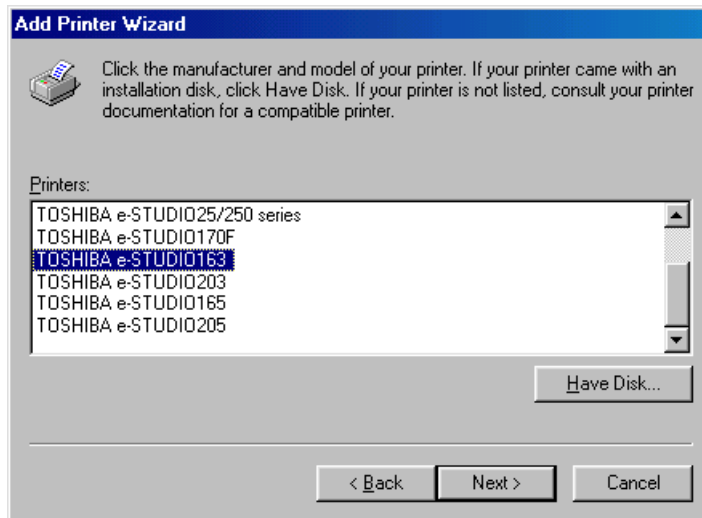 Add Printer Wizard
Click the manufacturer and model of your printer. If your printer came with an
installation disk, click Have Disk. If your printer is not listed, consult your printer
documentation for a compatible printer.
Printers:
TOSHIBA e-STUDIO25/250 series
TOSHIBA e-STUDIO170F
TOSHIBA e-STUDIO163
TOSHIBA e-STUDIO203
TOSHIBA e-STUDIO165
TOSHIBA e-STUDIO205
Have Disk...
< Back Next > Cancel